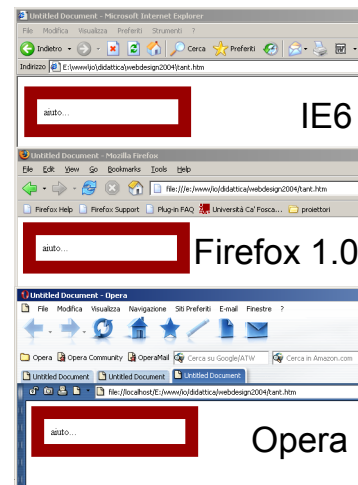 Untitled Document - Microsoft Internet Explorer
File Modifica Visualizza Preferiti Strumenti ?
Indietro Cerca Preferiti
Indirizzo E:\www\io\didattica\webdesign2004\tant.htm
aiuto...
IE6
Untitled Document - Mozilla Firefox
File Edit View Go Bookmarks Tools Help
file:///e:/www/io/didattica/webdesign2004/tant.htm
Firefox Help Firefox Support Plug-in FAQ Università Ca' Fosca... proiettori
aiuto...
Firefox 1.0
Untitled Document - Opera
File Modifica Visualizza Navigazione Siti Preferiti E-mail Finestre ?
Opera Opera Community OperaMail Cerca su Google/ATW Cerca in Amazon.com
Untitled Document Untitled Document Untitled Document
file://localhost/E:/www/io/didattica/webdesign2004/tant.htm
aiuto...
Opera